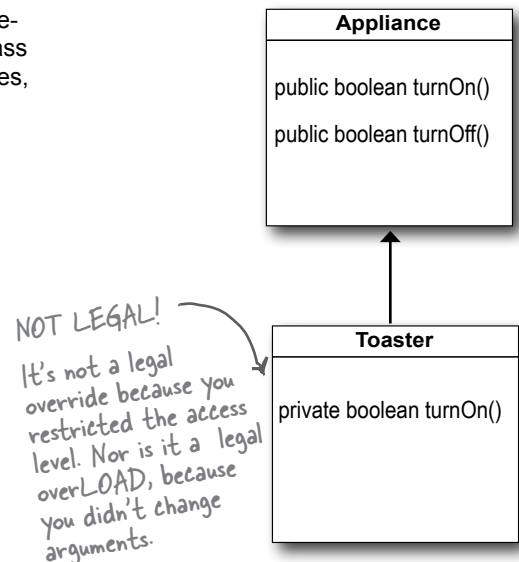 e-
ass
es,
Appliance
public boolean turnOn()
public boolean turnOff()
NOT LEGAL!
It's not a legal
override because you
restricted the access
level. Nor is it a legal
overLOAD, because
you didn't change
arguments.
Toaster
private boolean turnOn()